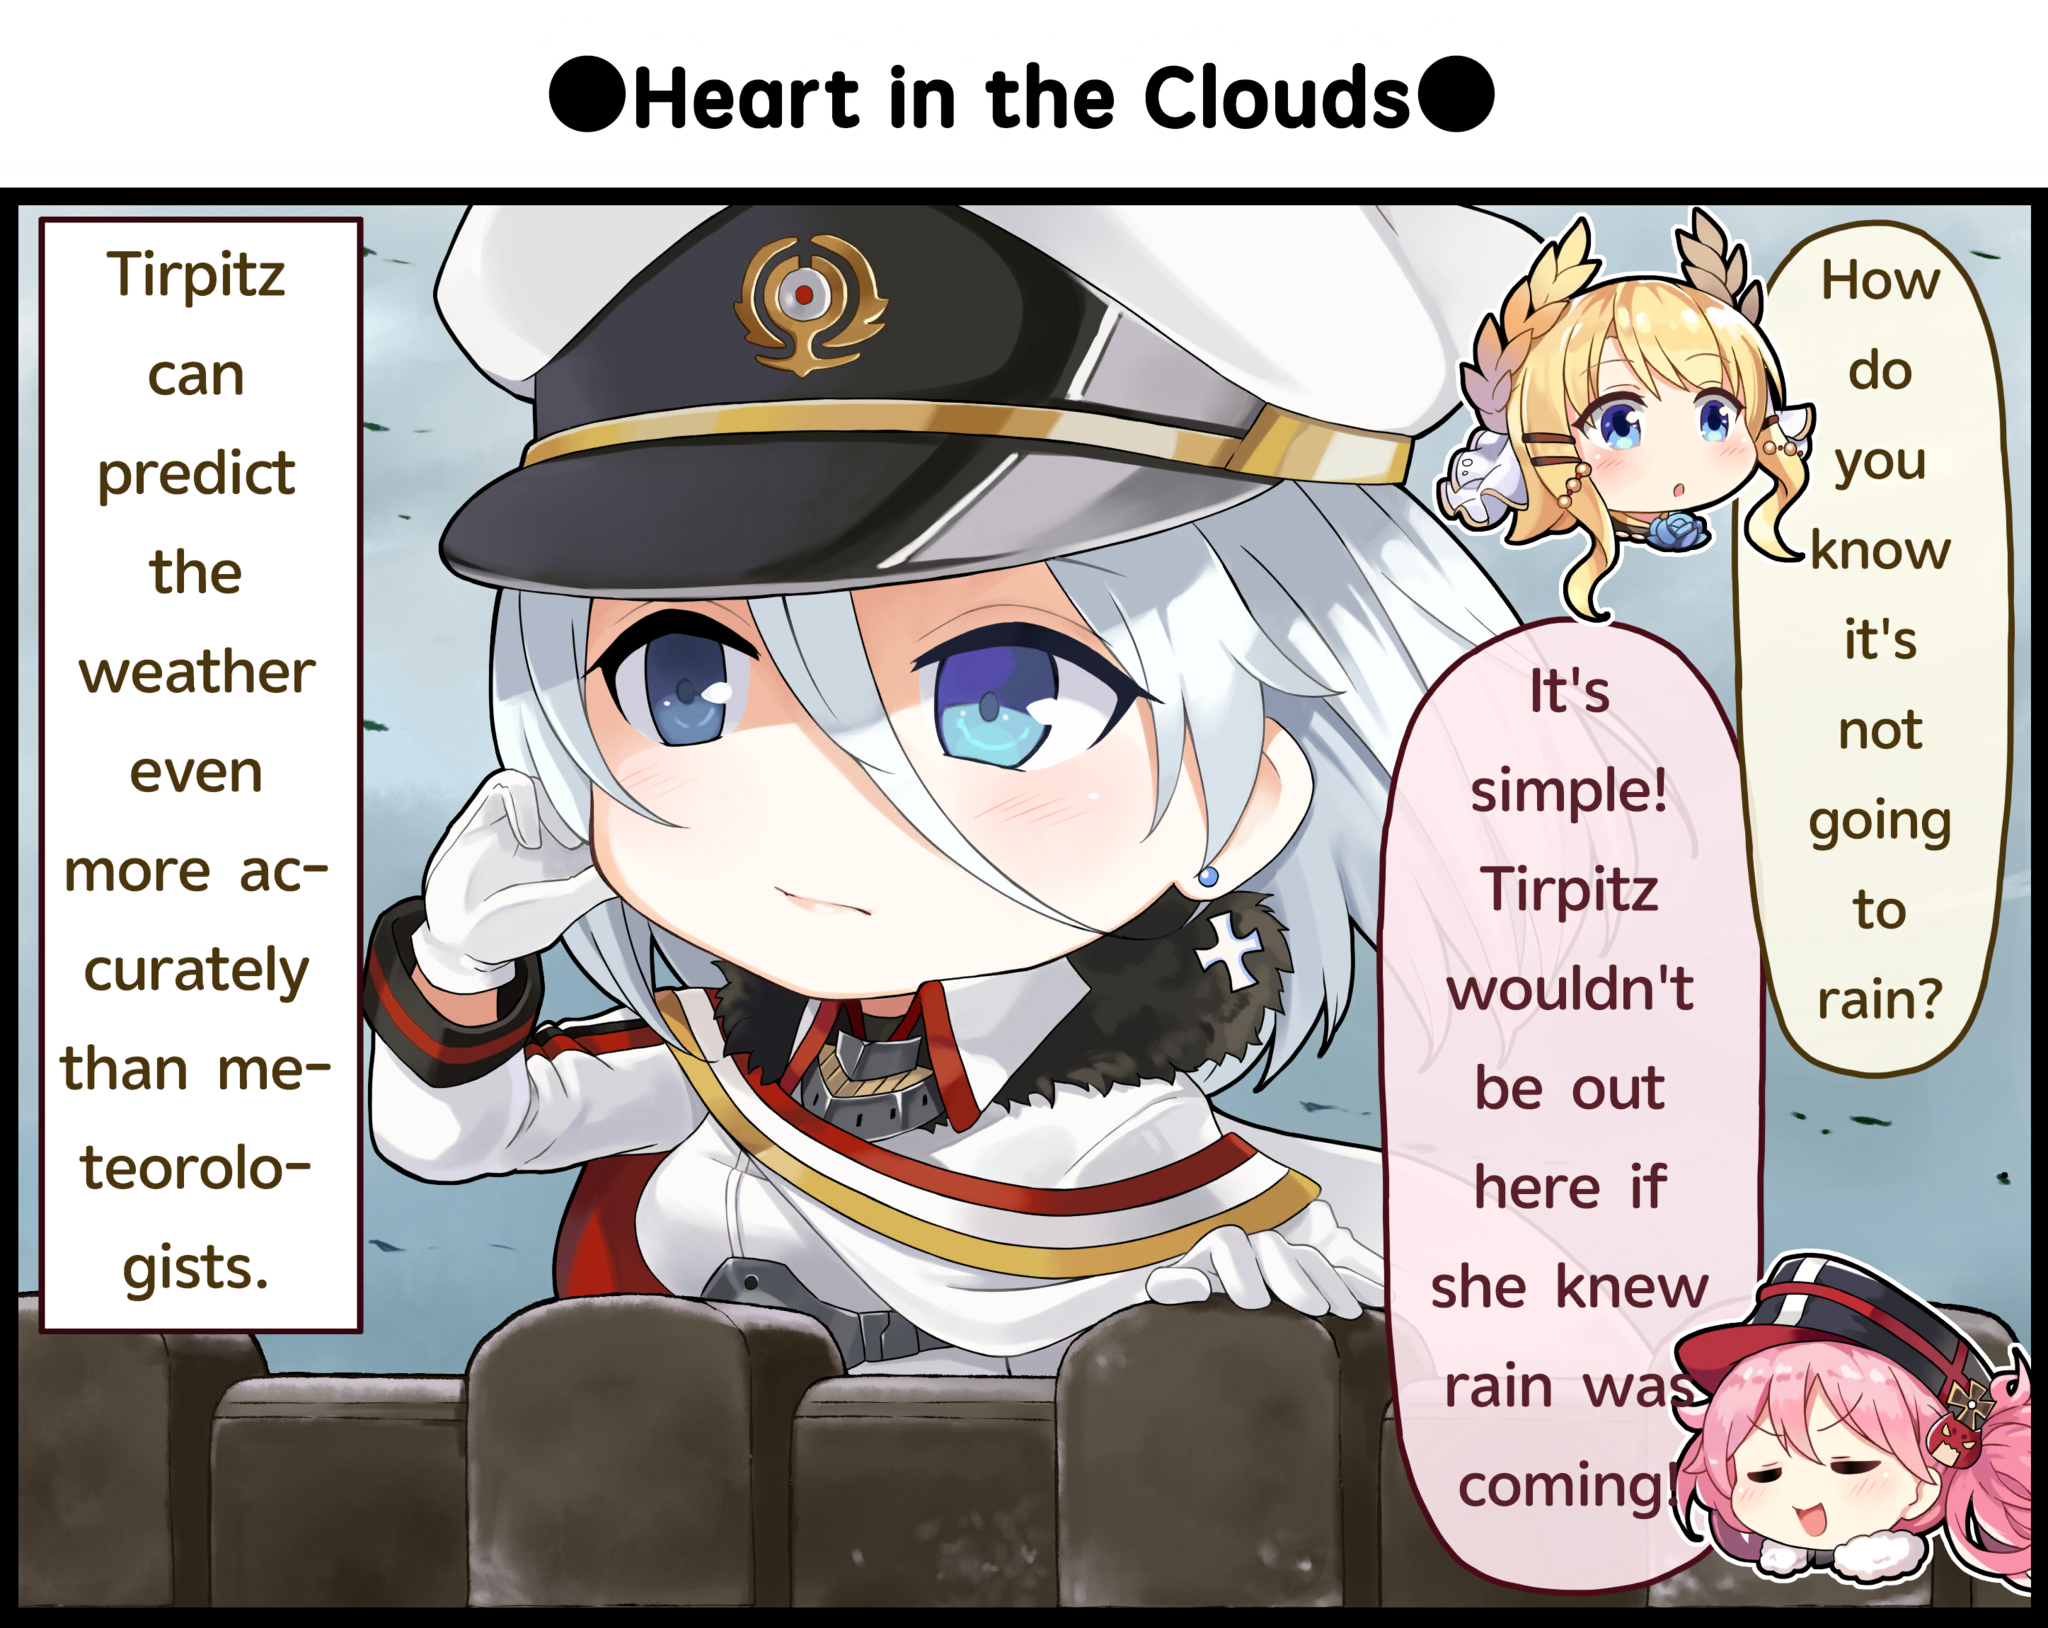 ●Heart in the Clouds●
How
do
you
know
it's
not
going
to
rain?
It's
simple!
Tirpitz
wouldn't
be out
here if
she knew
rain was
coming!
Tirpitz
can
predict
the
weather
even
more ac-
curately
than me-
teorolo-
gists.